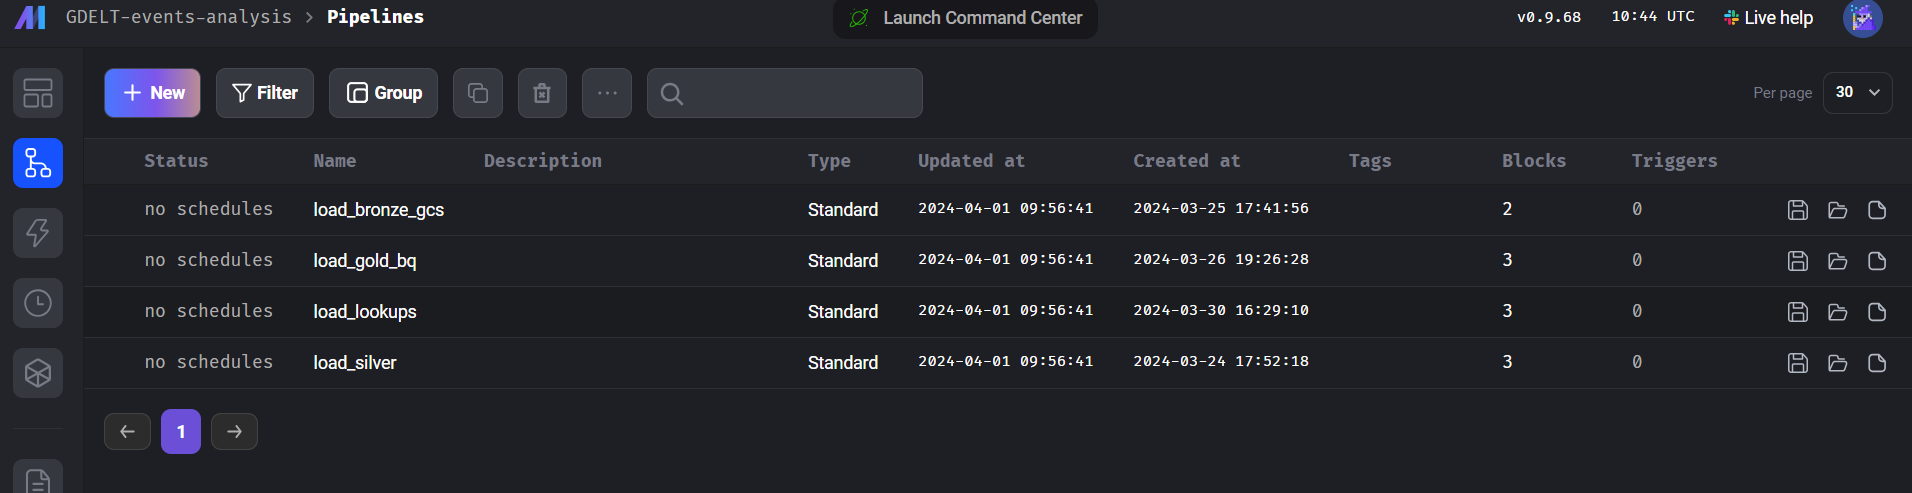 GDELT-events-analysis > Pipelines
Launch Command Center
v0.9.68 10:44 UTC Live help
+ New Filter Group ... Per page 30
Status Name Description Type Updated at Created at Tags Blocks Triggers
no schedules load_bronze_gcs Standard 2024-04-01 09:56:41 2024-03-25 17:41:56 2 0
no schedules load_gold_bq Standard 2024-04-01 09:56:41 2024-03-26 19:26:28 3 0
no schedules load_lookups Standard 2024-04-01 09:56:41 2024-03-30 16:29:10 3 0
no schedules load_silver Standard 2024-04-01 09:56:41 2024-03-24 17:52:18 3 0
← 1 →